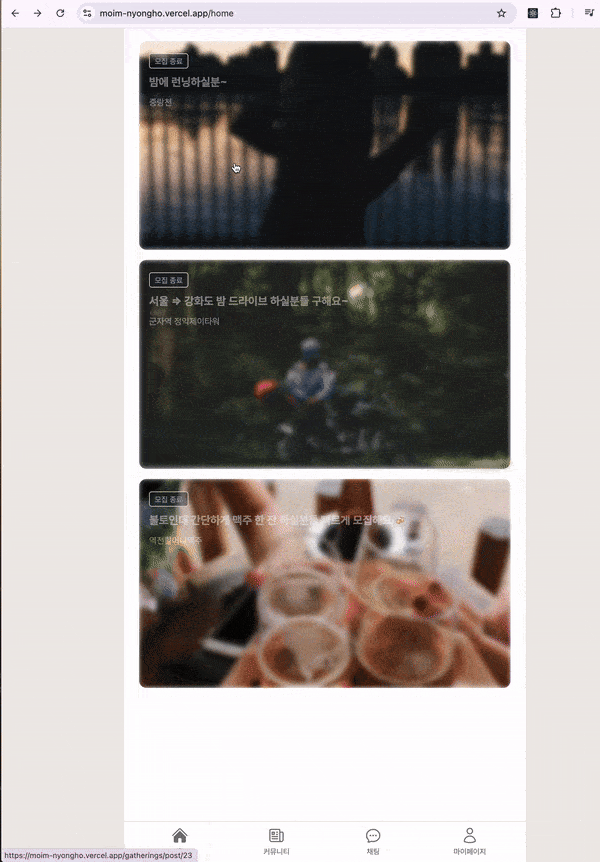 moim-nyongho.vercel.app/home
모집 종료
밤에 런닝하실분~
중랑천
모집 종료
서울 => 강화도 밤 드라이브 하실분들 구해요~
군자역 정익제이타워
모집 종료
불토인데 간단하게 맥주 한 잔 하실분들 빠르게 모집해요
역전할머니맥주
커뮤니티
채팅
마이페이지
https://moim-nyongho.vercel.app/gatherings/post/23